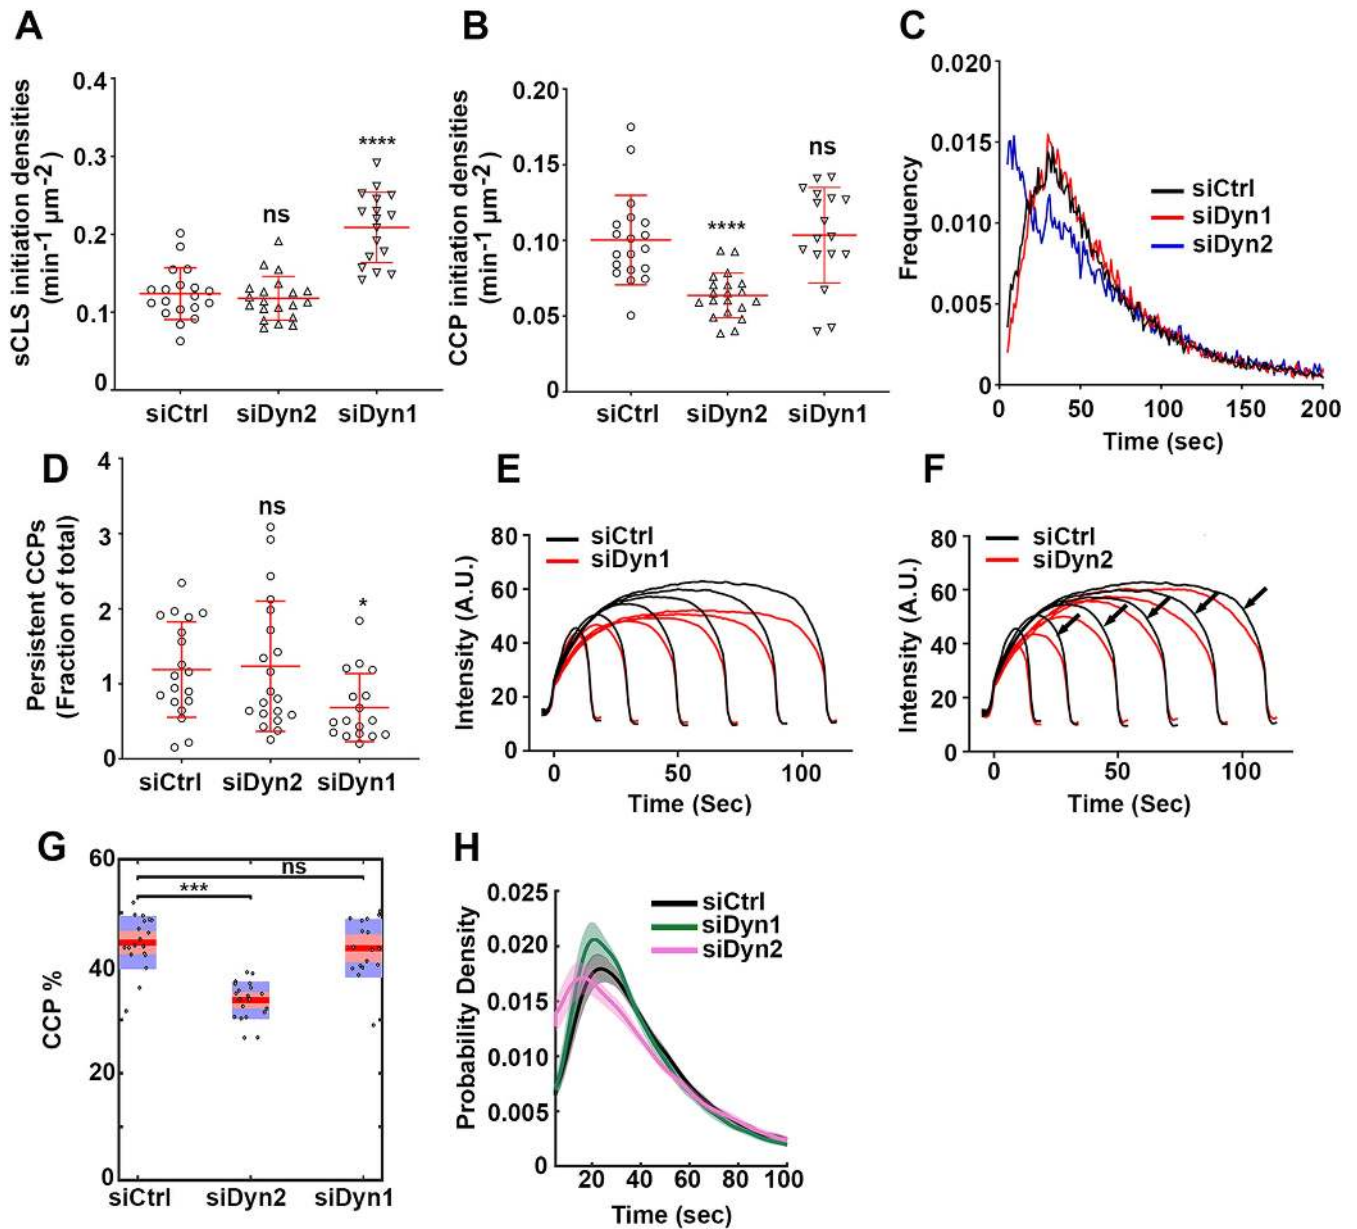 A
sCLS initiation densities
(min-1 µm-2)
0.4
0.3
0.2
0.1
0
ns
****
siCtrl siDyn2 siDyn1
B
CCP initiation densities
(min-1 µm-2)
0.20
0.15
0.10
0.05
0
****
ns
siCtrl siDyn2 siDyn1
C
Frequency
0.020
0.015
0.010
0.005
0
siCtrl
siDyn1
siDyn2
0 50 100 150 200
Time (sec)
D
Persistent CCPs
(Fraction of total)
4
3
2
1
0
ns
*
siCtrl siDyn2 siDyn1
E
Intensity (A.U.)
80
60
40
20
0
siCtrl
siDyn1
0 50 100
Time (Sec)
F
Intensity (A.U.)
80
60
40
20
0
siCtrl
siDyn2
0 50 100
Time (Sec)
G
CCP %
60
40
20
0
ns
***
siCtrl siDyn2 siDyn1
H
Probability Density
0.025
0.020
0.015
0.010
0.005
0
siCtrl
siDyn1
siDyn2
20 40 60 80 100
Time (sec)